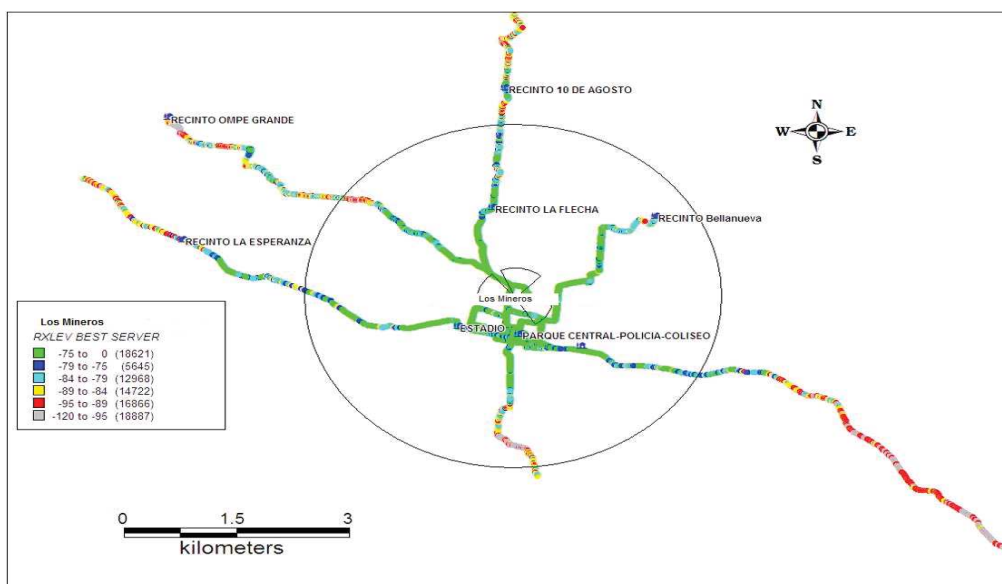 RECINTO 10 DE AGOSTO
RECINTO OMPE GRANDE
N
W E
S
RECINTO LA FLECHA
RECINTO Bellanueva
RECINTO LA ESPERANZA
Los Mineros
ESTADIO
PARQUE CENTRAL-POLICIA-COLISEO
Los Mineros
RXLEV BEST SERVER
-75 to 0 (18621)
-79 to -75 (5645)
-84 to -79 (12968)
-89 to -84 (14722)
-95 to -89 (16866)
-120 to -95 (18887)
0 1.5 3
kilometers